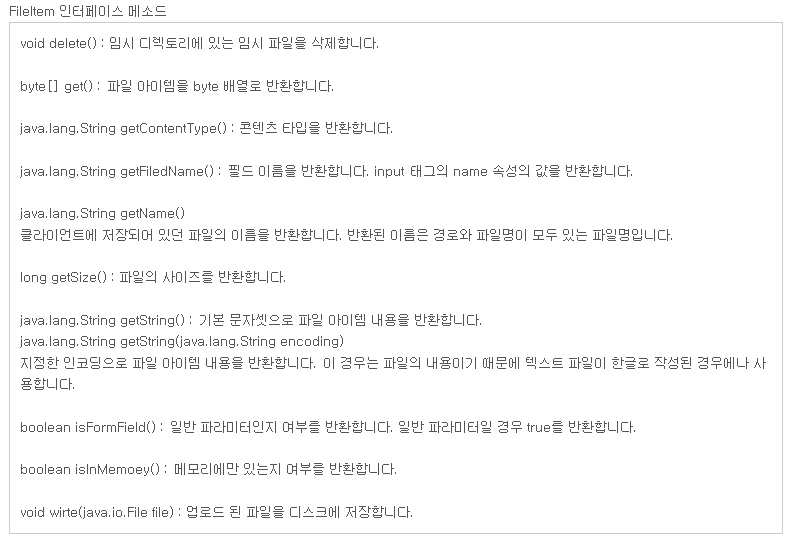 FileItem 인터페이스 메소드
void delete() : 임시 디렉토리에 있는 임시 파일을 삭제합니다.
byte[] get() : 파일 아이템을 byte 배열로 반환합니다.
java.lang.String getContentType() : 콘텐츠 타입을 반환합니다.
java.lang.String getFiledName() : 필드 이름을 반환합니다. input 태그의 name 속성의 값을 반환합니다.
java.lang.String getName()
클라이언트에 저장되어 있던 파일의 이름을 반환합니다. 반환된 이름은 경로와 파일명이 모두 있는 파일명입니다.
long getSize() : 파일의 사이즈를 반환합니다.
java.lang.String getString() : 기본 문자셋으로 파일 아이템 내용을 반환합니다.
java.lang.String getString(java.lang.String encoding)
지정한 인코딩으로 파일 아이템 내용을 반환합니다. 이 경우는 파일의 내용이기 때문에 텍스트 파일이 한글로 작성된 경우에나 사
용합니다.
boolean isFormField() : 일반 파라미터인지 여부를 반환합니다. 일반 파라미터일 경우 true를 반환합니다.
boolean isInMemoey() : 메모리에만 있는지 여부를 반환합니다.
void wirte(java.io.File file) : 업로드 된 파일을 디스크에 저장합니다.